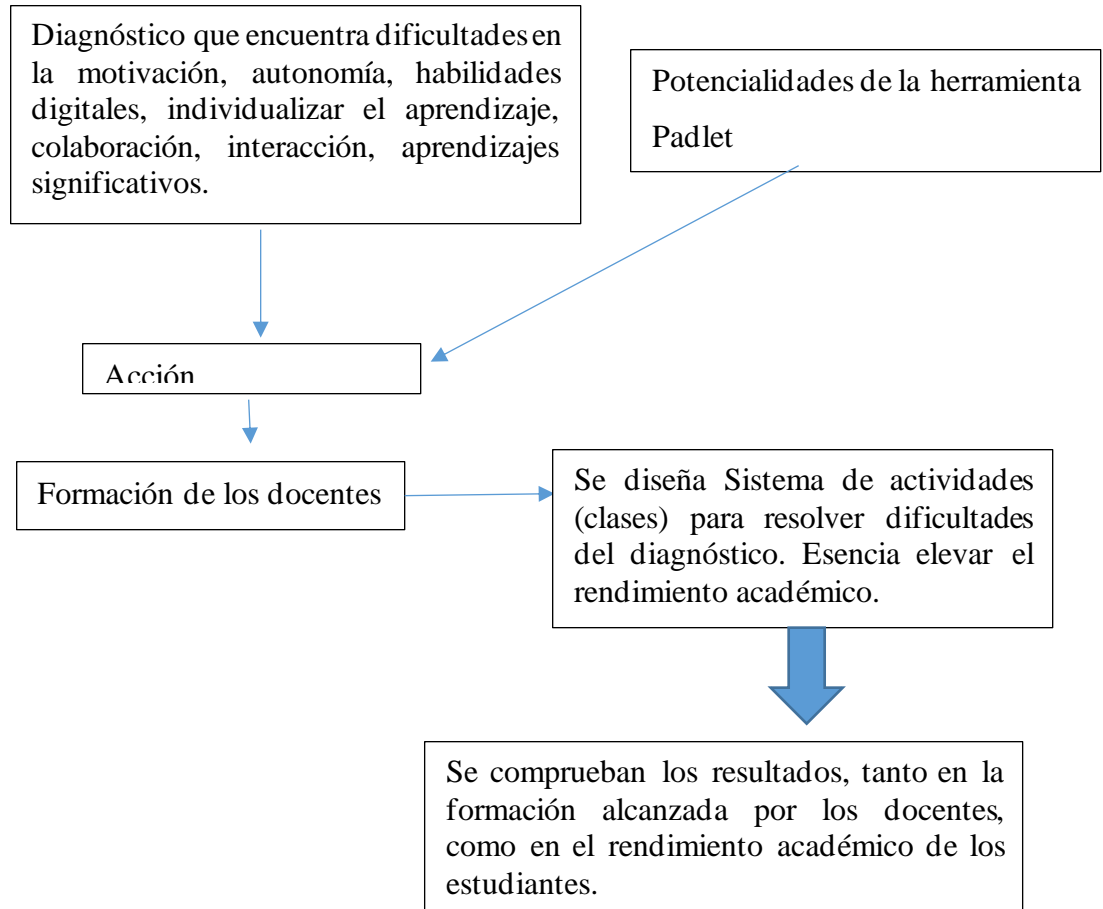 Diagnóstico que encuentra dificultades en
la motivación, autonomía, habilidades
digitales, individualizar el aprendizaje,
colaboración, interacción, aprendizajes
significativos.
Potencialidades de la herramienta
Padlet
Acción
Formación de los docentes
Se diseña Sistema de actividades
(clases) para resolver dificultades
del diagnóstico. Esencia elevar el
rendimiento académico.
Se comprueban los resultados, tanto en la
formación alcanzada por los docentes,
como en el rendimiento académico de los
estudiantes.